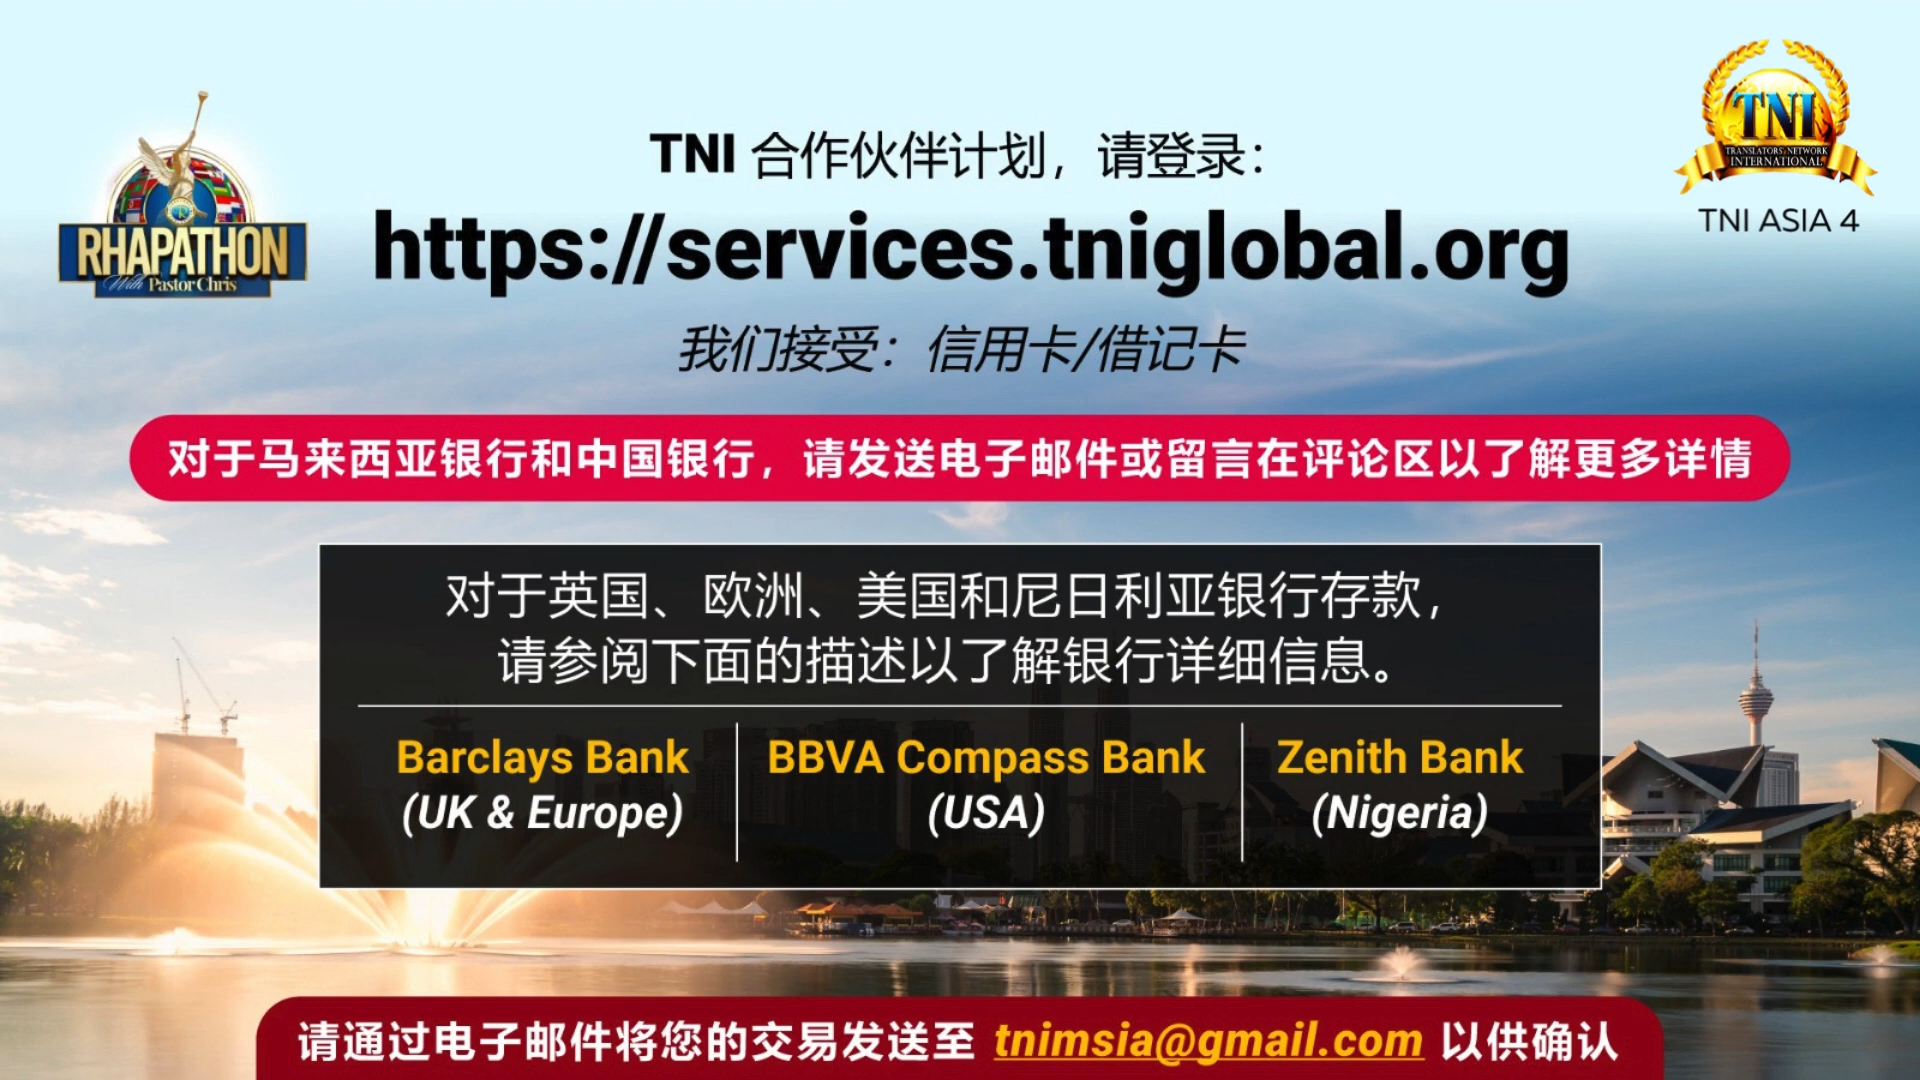 RHAPATHON
With Pastor Chris
TNI
TRANSLATORS' NETWORK
INTERNATIONAL
TNI ASIA 4
TNI 合作伙伴计划，请登录：
https://services.tniglobal.org
我们接受：信用卡/借记卡
对于马来西亚银行和中国银行，请发送电子邮件或留言在评论区以了解更多详情
对于英国、欧洲、美国和尼日利亚银行存款，
请参阅下面的描述以了解银行详细信息。
Barclays Bank
(UK & Europe)
BBVA Compass Bank
(USA)
Zenith Bank
(Nigeria)
请通过电子邮件将您的交易发送至 tnimsia@gmail.com 以供确认